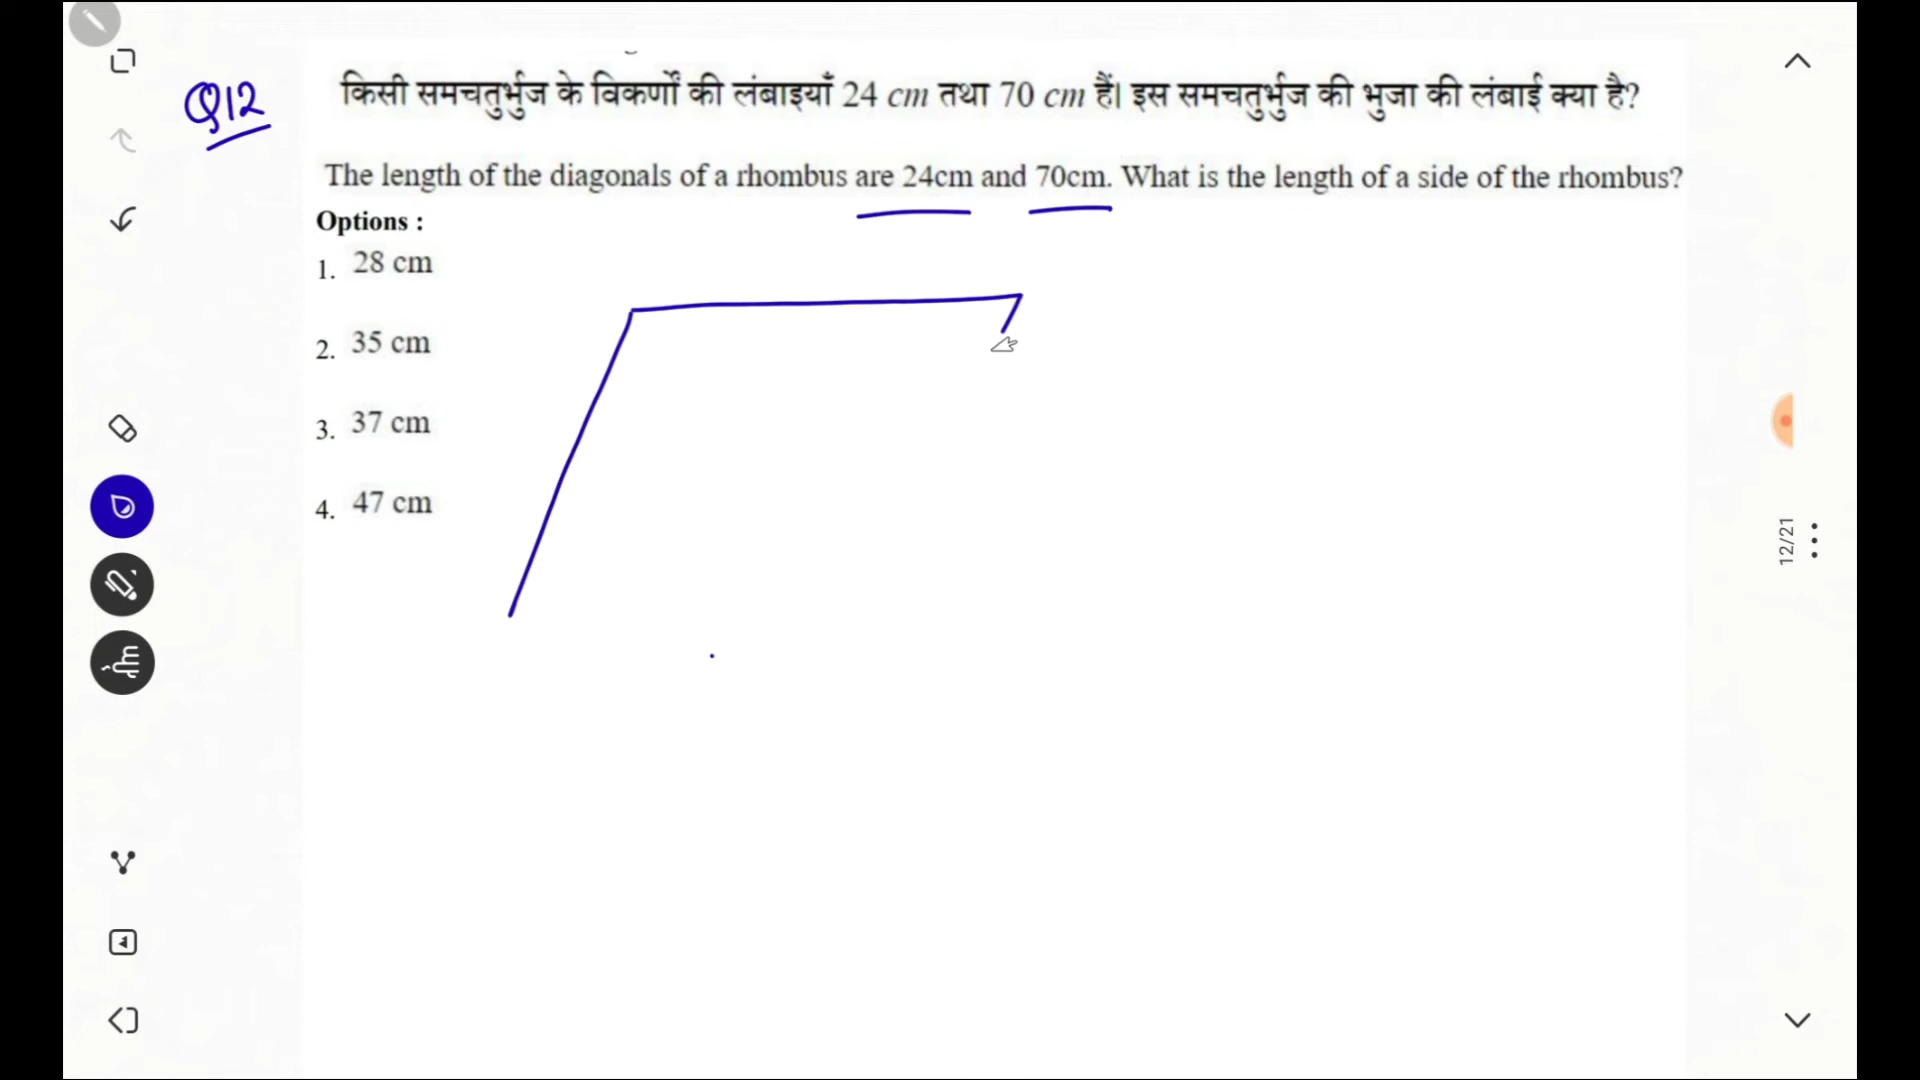 Q12
किसी समचतुर्भुज के विकर्णों की लंबाइयाँ 24 cm तथा 70 cm हैं। इस समचतुर्भुज की भुजा की लंबाई क्या है?
The length of the diagonals of a rhombus are 24cm and 70cm. What is the length of a side of the rhombus?
Options :
1. 28 cm
2. 35 cm
3. 37 cm
4. 47 cm
12/21